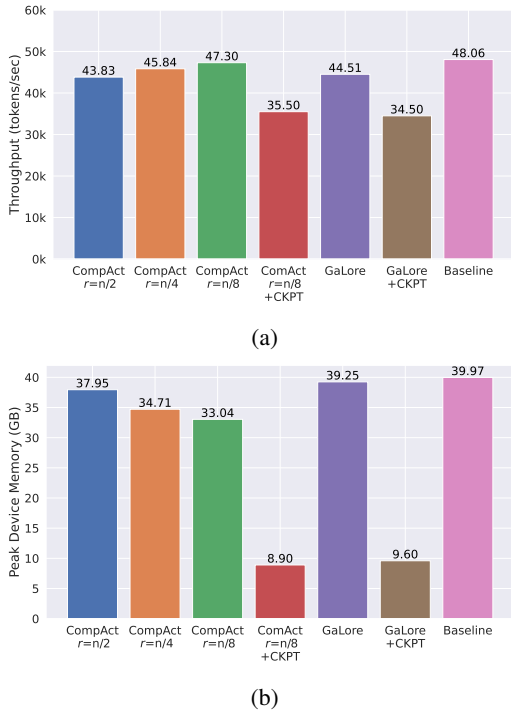 60k
50k
40k
30k
20k
10k
0k
Throughput (tokens/sec)
43.83
45.84
47.30
35.50
44.51
34.50
48.06
CompAct
r=n/2
CompAct
r=n/4
CompAct
r=n/8
ComAct
r=n/8
+CKPT
GaLore
GaLore
+CKPT
Baseline
(a)
40
35
30
25
20
15
10
5
0
Peak Device Memory (GB)
37.95
34.71
33.04
8.90
39.25
9.60
39.97
CompAct
r=n/2
CompAct
r=n/4
CompAct
r=n/8
ComAct
r=n/8
+CKPT
GaLore
GaLore
+CKPT
Baseline
(b)